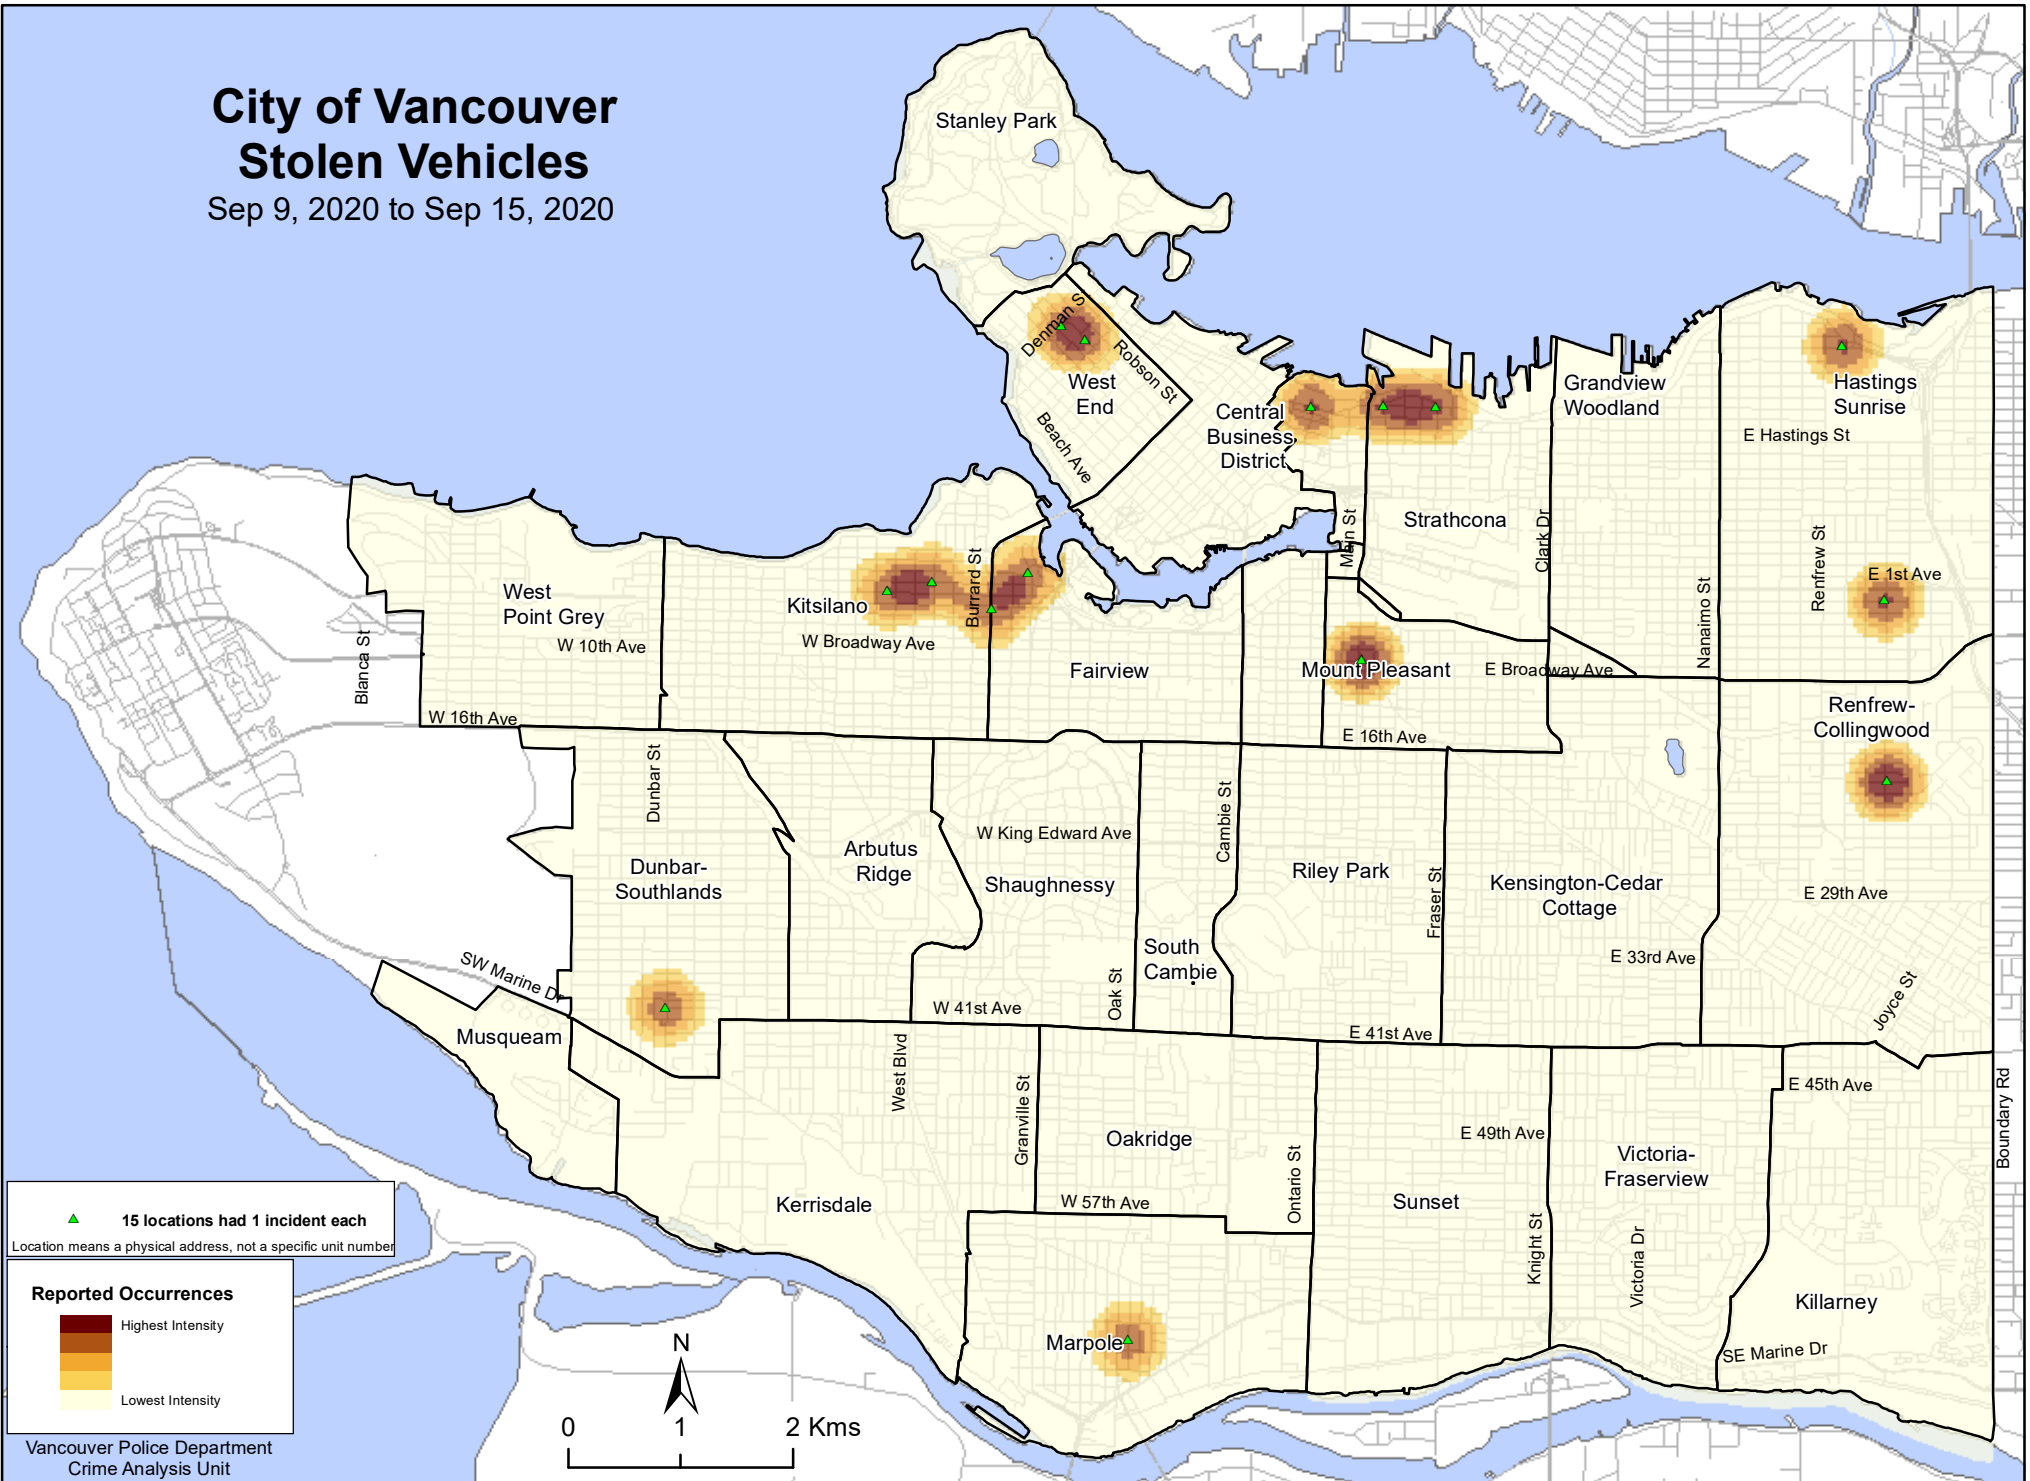 City of Vancouver
Stolen Vehicles
Sep 9, 2020 to Sep 15, 2020
Stanley Park
Denman St
Robson St
West
End
Beach Ave
Central
Business
District
Grandview
Woodland
Hastings
Sunrise
E Hastings St
Strathcona
Main St
Clark Dr
Nanaimo St
Renfrew St
E 1st Ave
West
Point Grey
W 10th Ave
Blanca St
W 16th Ave
Kitsilano
Burrard St
W Broadway Ave
Fairview
Mount Pleasant
E Broadway Ave
E 16th Ave
Renfrew-
Collingwood
Dunbar St
Dunbar-
Southlands
Arbutus
Ridge
W King Edward Ave
Shaughnessy
Cambie St
South
Cambie
Oak St
Riley Park
Fraser St
Kensington-Cedar
Cottage
E 29th Ave
E 33rd Ave
Joyce St
SW Marine Dr
Musqueam
W 41st Ave
E 41st Ave
West Blvd
Granville St
Oakridge
W 57th Ave
Ontario St
E 49th Ave
Sunset
Knight St
Victoria-
Fraserview
Victoria Dr
E 45th Ave
Boundary Rd
Kerrisdale
Marpole
Killarney
SE Marine Dr
15 locations had 1 incident each
Location means a physical address, not a specific unit number
Reported Occurrences
Highest Intensity
Lowest Intensity
Vancouver Police Department
Crime Analysis Unit
N
0 1 2 Kms